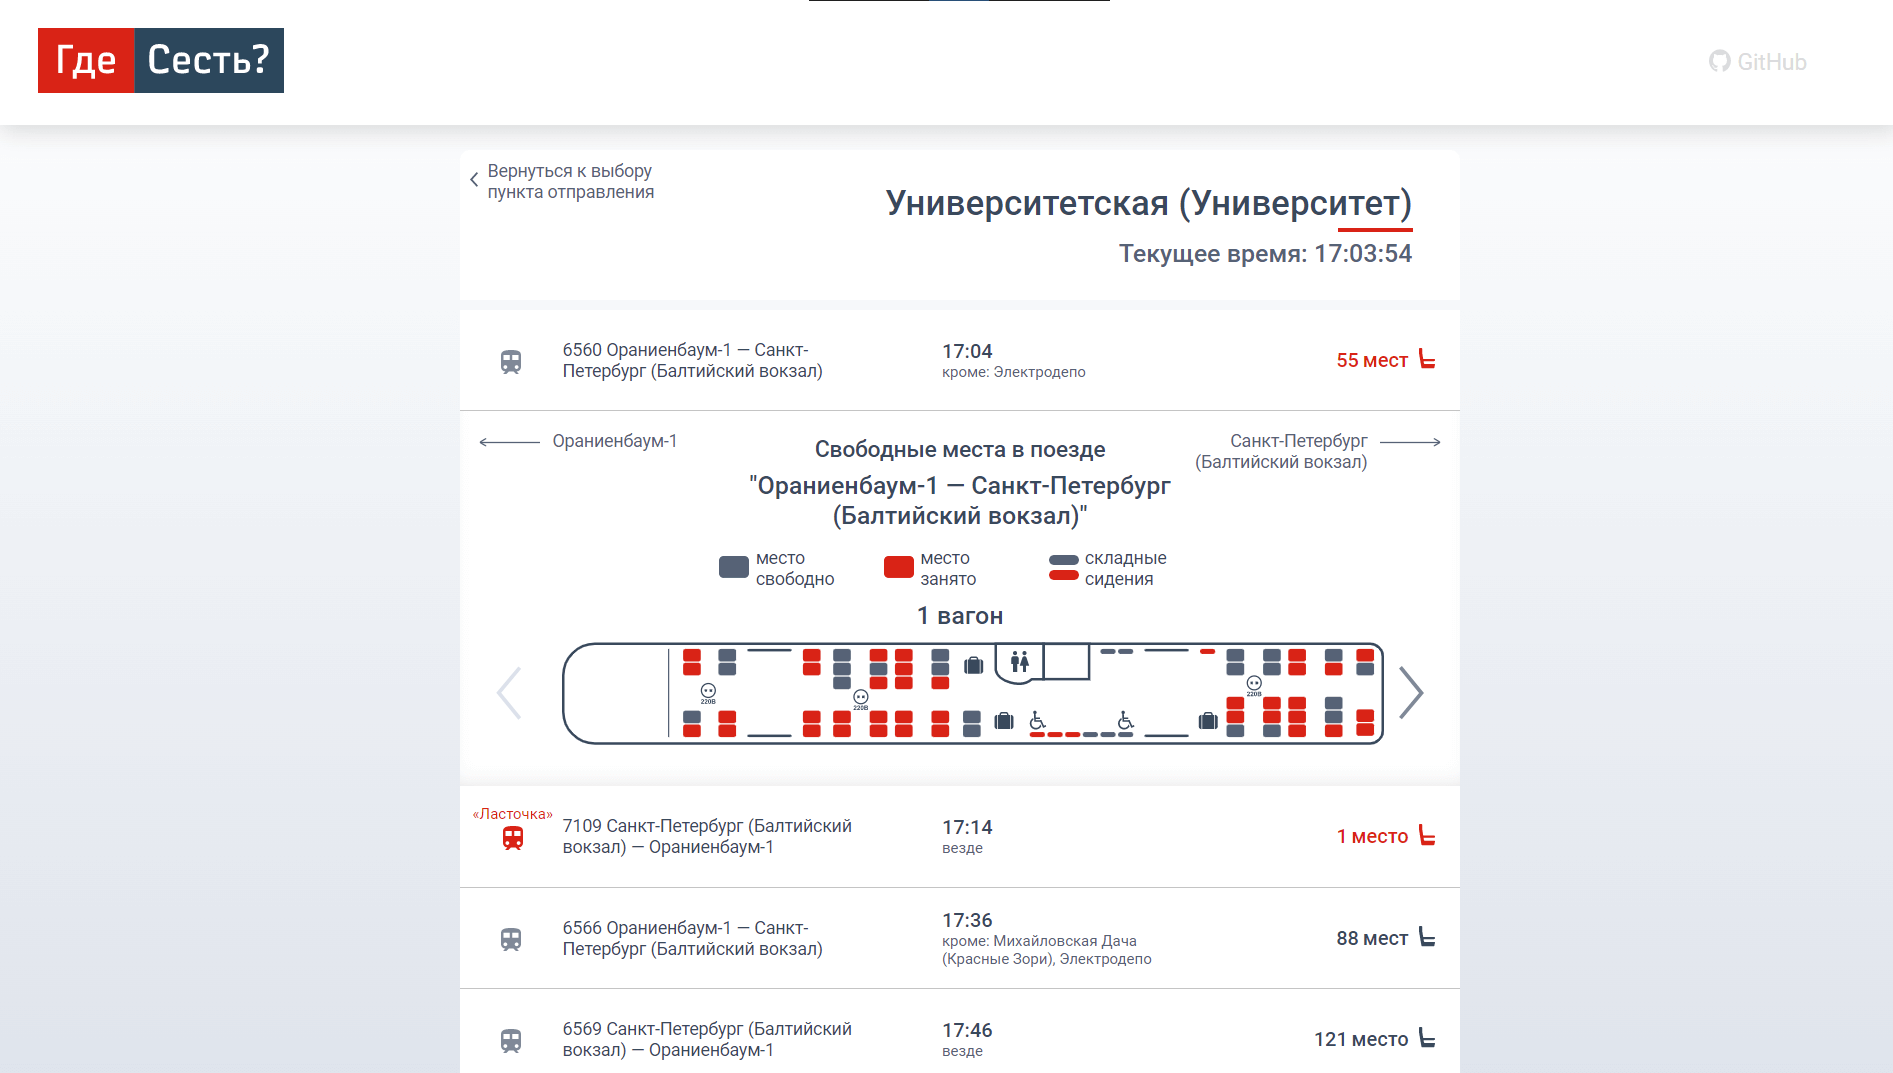 Где Сесть?
GitHub
Вернуться к выбору
пункта отправления
Университетская (Университет)
Текущее время: 17:03:54
6560 Ораниенбаум-1 — Санкт-
Петербург (Балтийский вокзал)
17:04
кроме: Электродепо
55 мест
Ораниенбаум-1
Свободные места в поезде
"Ораниенбаум-1 — Санкт-Петербург
(Балтийский вокзал)"
Санкт-Петербург
(Балтийский вокзал)
место
свободно
место
занято
складные
сидения
1 вагон
220В
220В
220В
«Ласточка»
7109 Санкт-Петербург (Балтийский
вокзал) — Ораниенбаум-1
17:14
везде
1 место
6566 Ораниенбаум-1 — Санкт-
Петербург (Балтийский вокзал)
17:36
кроме: Михайловская Дача
(Красные Зори), Электродепо
88 мест
6569 Санкт-Петербург (Балтийский
вокзал) — Ораниенбаум-1
17:46
везде
121 место